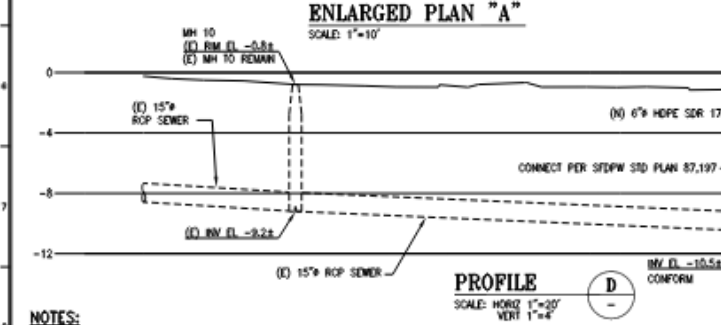 ENLARGED PLAN "A"
SCALE: 1"=10'
MH 10
(E) RIM EL -0.8±
(E) MH TO REMAIN
0
(E) 15"ø
RCP SEWER
(N) 6"ø HDPE SDR 17
-4
CONNECT PER SFDPW STD PLAN 87,197
-8
(E) INV EL -9.2±
-12
(E) 15"ø RCP SEWER
INV EL -10.5±
CONFORM
PROFILE
SCALE: HORIZ 1"=20'
VERT 1"=4'
D
-
6
7
NOTES: